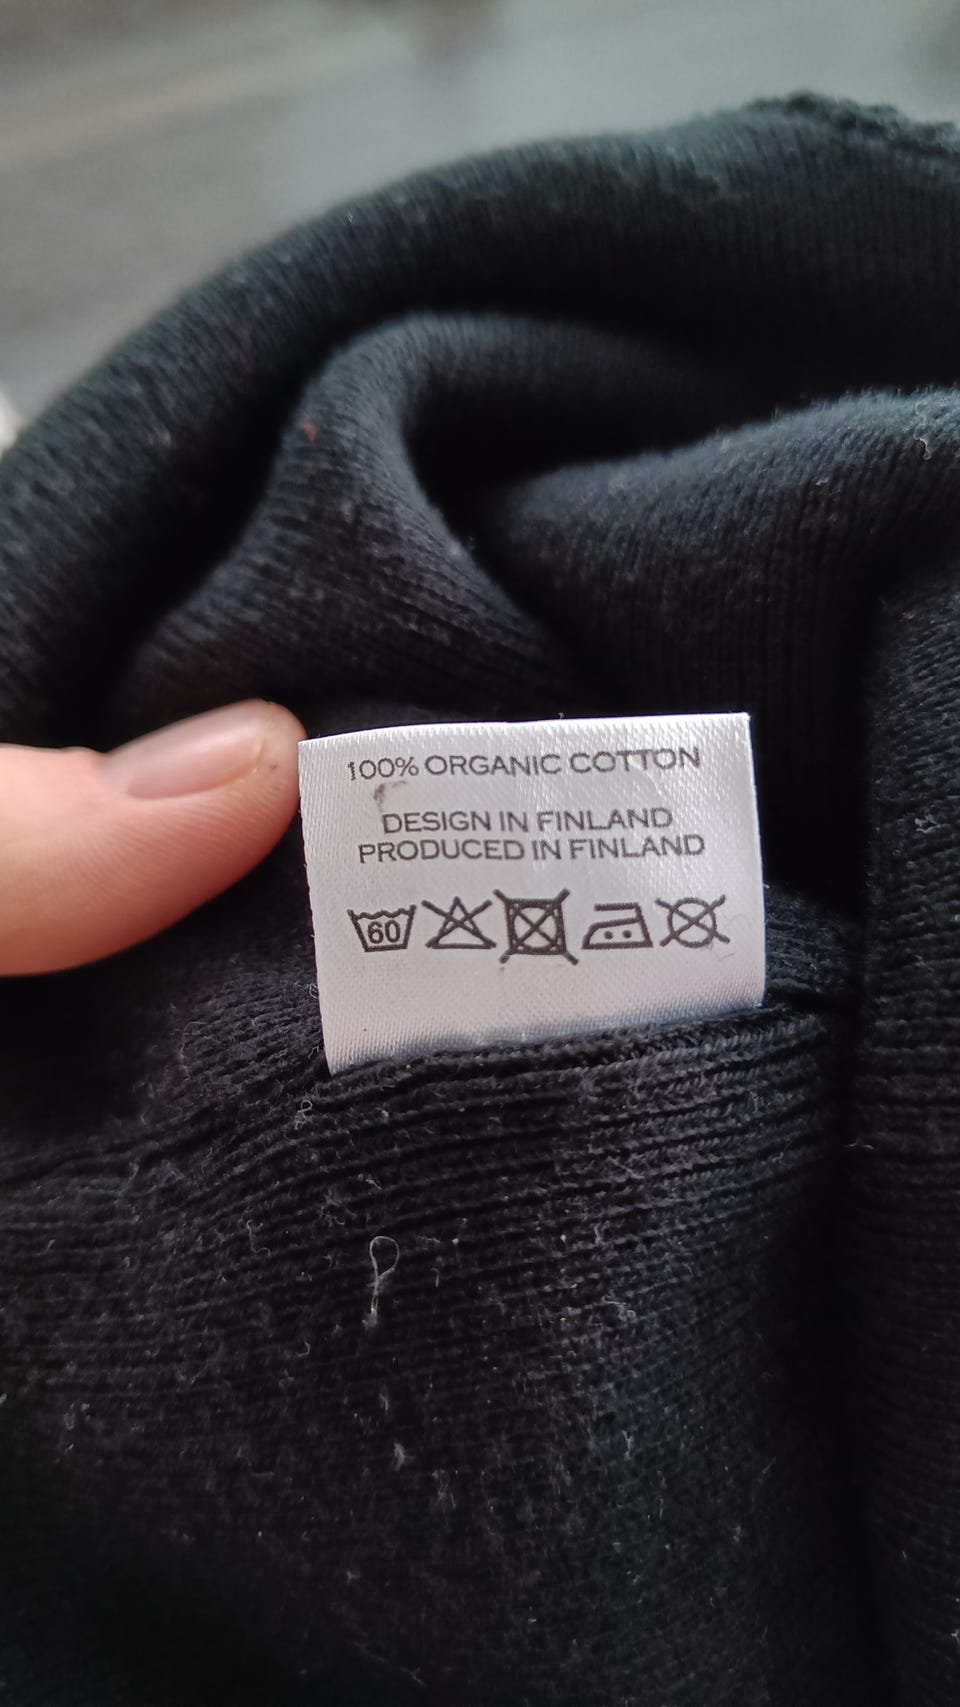 100% ORGANIC COTTON
DESIGN IN FINLAND
PRODUCED IN FINLAND
60